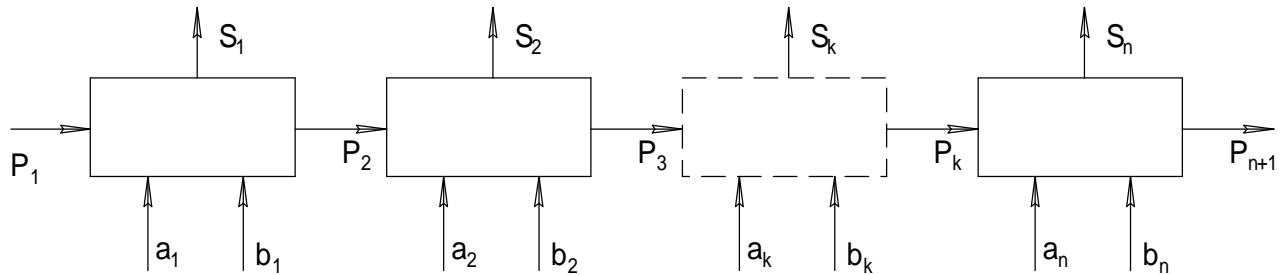 S₁ S₂ Sₖ Sₙ
P₁ P₂ P₃ Pₖ Pₙ₊₁
a₁ b₁ a₂ b₂ aₖ bₖ aₙ bₙ